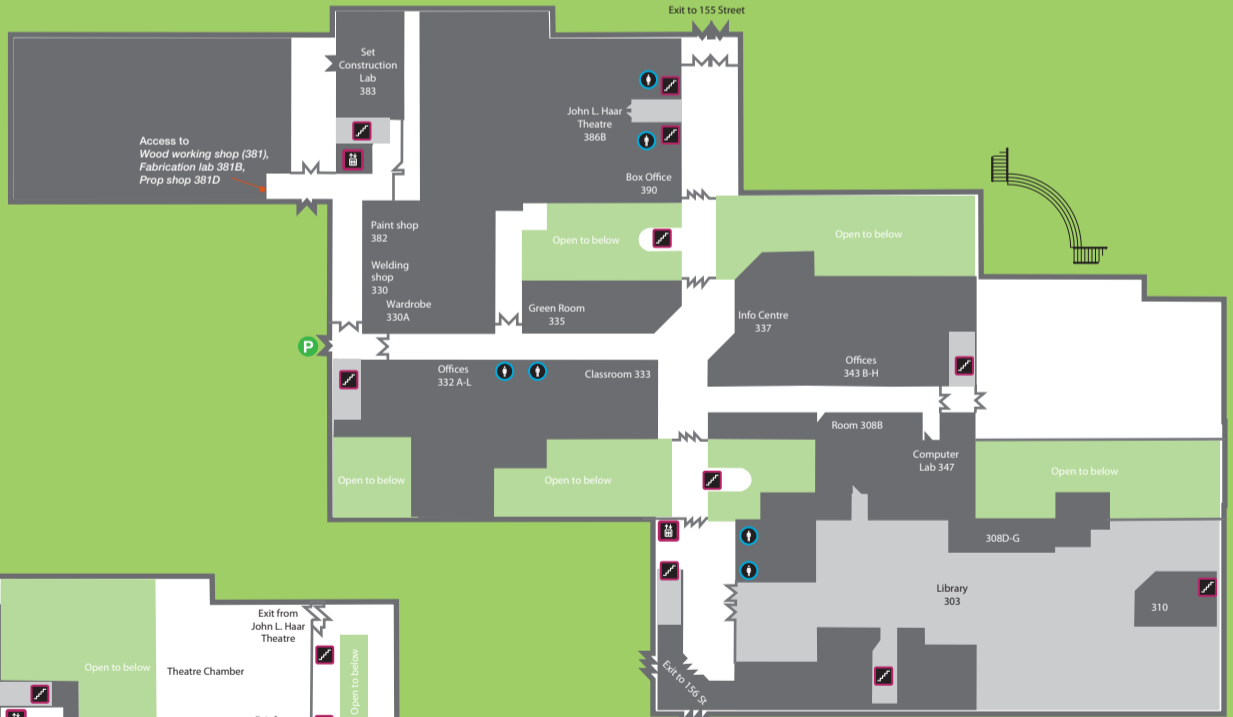 Exit to 155 Street
Set
Construction
Lab
383
John L. Haar
Theatre
386B
Access to
Wood working shop (381),
Fabrication lab 381B,
Prop shop 381D
Box Office
390
Paint shop
382
Open to below
Open to below
Welding
shop
330
Wardrobe
330A
Green Room
335
Info Centre
337
P
Offices
332 A-L
Classroom 333
Offices
343 B-H
Room 308B
Computer
Lab 347
Open to below
Open to below
Open to below
308D-G
Library
303
310
Exit to 156 St
Exit from
John L. Haar
Theatre
Open to below
Theatre Chamber
Open to below